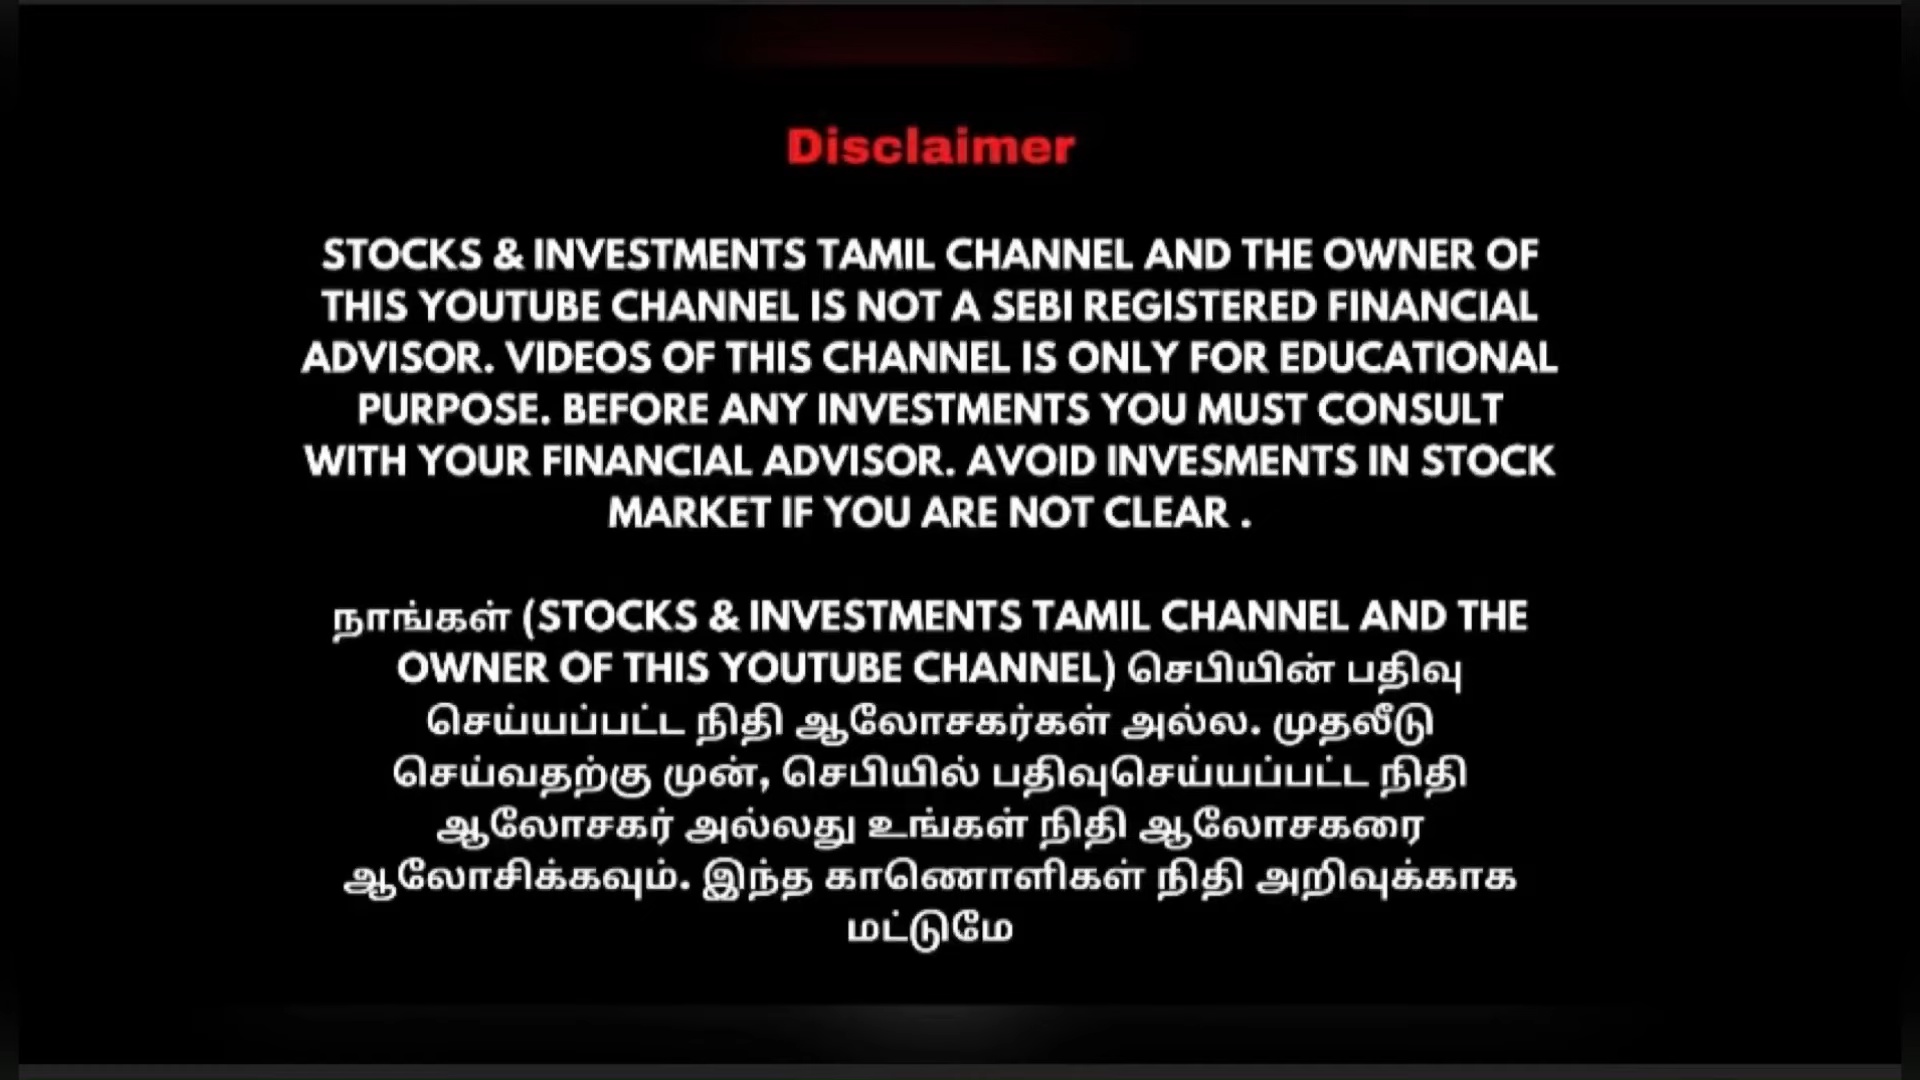 Disclaimer
STOCKS & INVESTMENTS TAMIL CHANNEL AND THE OWNER OF
THIS YOUTUBE CHANNEL IS NOT A SEBI REGISTERED FINANCIAL
ADVISOR. VIDEOS OF THIS CHANNEL IS ONLY FOR EDUCATIONAL
PURPOSE. BEFORE ANY INVESTMENTS YOU MUST CONSULT
WITH YOUR FINANCIAL ADVISOR. AVOID INVESMENTS IN STOCK
MARKET IF YOU ARE NOT CLEAR .
நாங்கள் (STOCKS & INVESTMENTS TAMIL CHANNEL AND THE
OWNER OF THIS YOUTUBE CHANNEL) செபியின் பதிவு
செய்யப்பட்ட நிதி ஆலோசகர்கள் அல்ல. முதலீடு
செய்வதற்கு முன், செபியில் பதிவுசெய்யப்பட்ட நிதி
ஆலோசகர் அல்லது உங்கள் நிதி ஆலோசகரை
ஆலோசிக்கவும். இந்த காணொளிகள் நிதி அறிவுக்காக
மட்டுமே